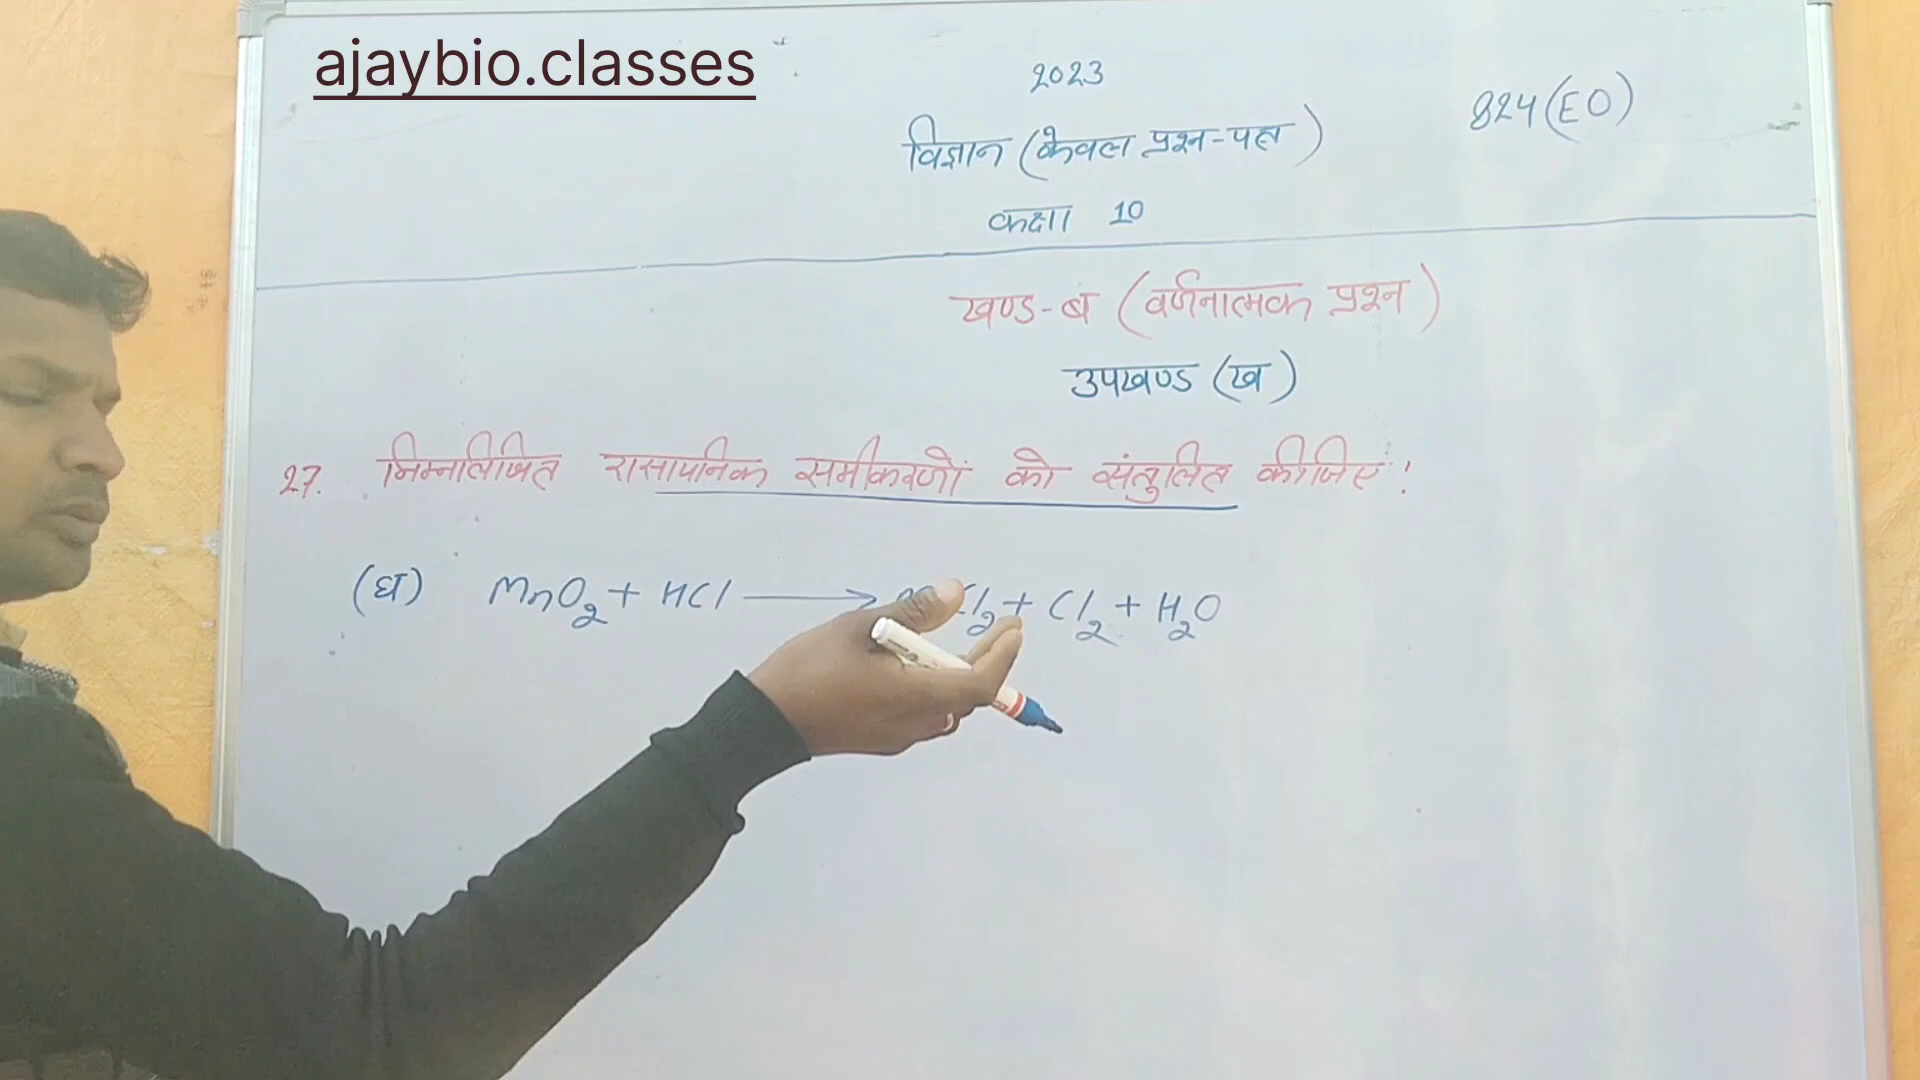 ajaybio.classes
2023
824(EO)
विज्ञान (केवल प्रश्न-पत्र)
कक्षा 10
खण्ड-ब (वर्णनात्मक प्रश्न)
उपखण्ड (ख)
27. निम्नलिखित रासायनिक समीकरणों को संतुलित कीजिए:
(घ) MnO₂ + HCl ⟶ Cl₂ + Cl₂ + H₂O